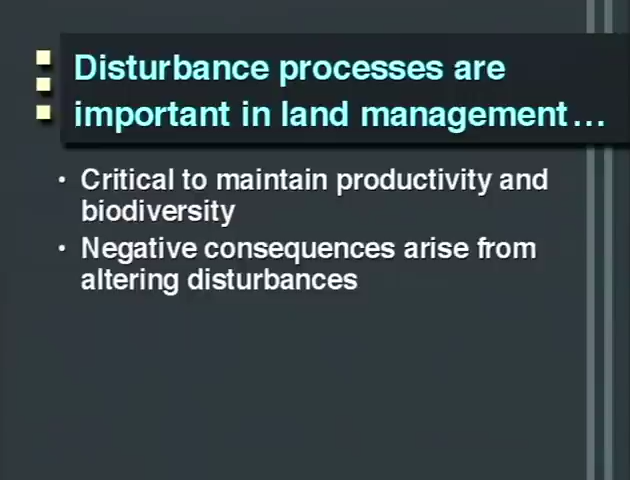 Disturbance processes are
important in land management…
• Critical to maintain productivity and
biodiversity
• Negative consequences arise from
altering disturbances